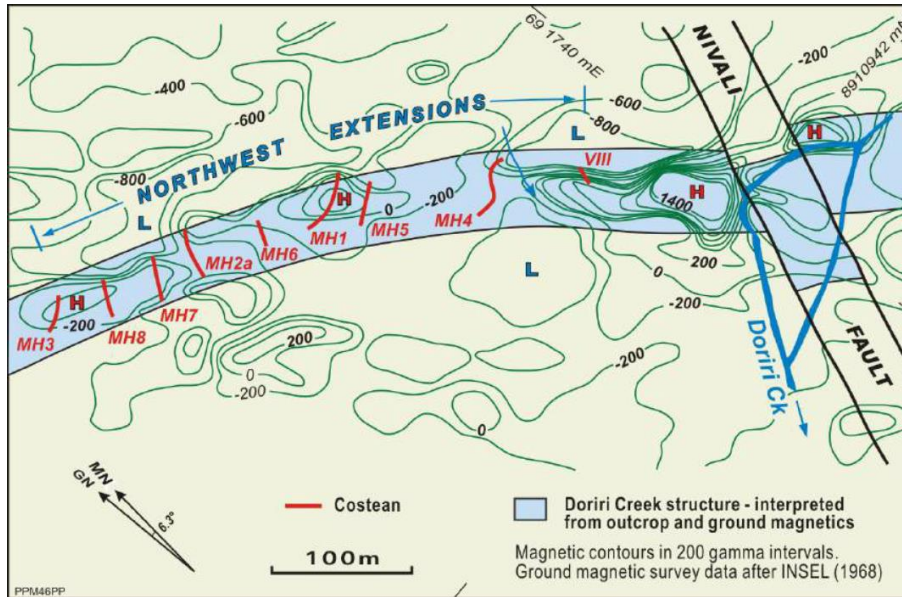 69 1740 mE
-200
8910942 mN
NIVALI
-400
-600
-600
-800
EXTENSIONS
L
NORTHWEST
-800
L
VIII
H
H
0
-200
H
1400
MH5
MH4
MH1
MH6
MH2a
200
0
-200
L
H
-200
MH7
MH8
MH3
200
0
-200
-200
0
Doriri Ck
FAULT
MN
GN
6.3°
Costean
100m
Doriri Creek structure - interpreted
from outcrop and ground magnetics
Magnetic contours in 200 gamma intervals.
Ground magnetic survey data after INSEL (1968)
PPM46PP